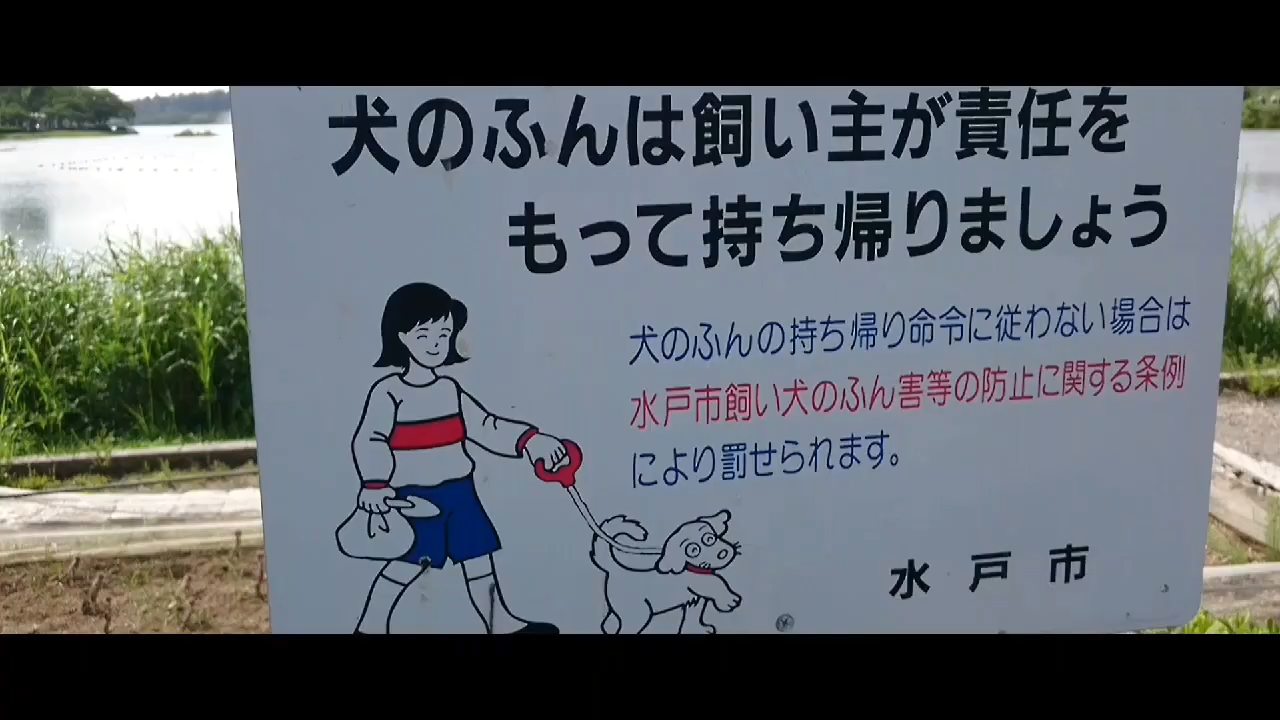 犬のふんは飼い主が責任を
もって持ち帰りましょう
犬のふんの持ち帰り命令に従わない場合は
水戸市飼い犬のふん害等の防止に関する条例
により罰せられます。
水戸市